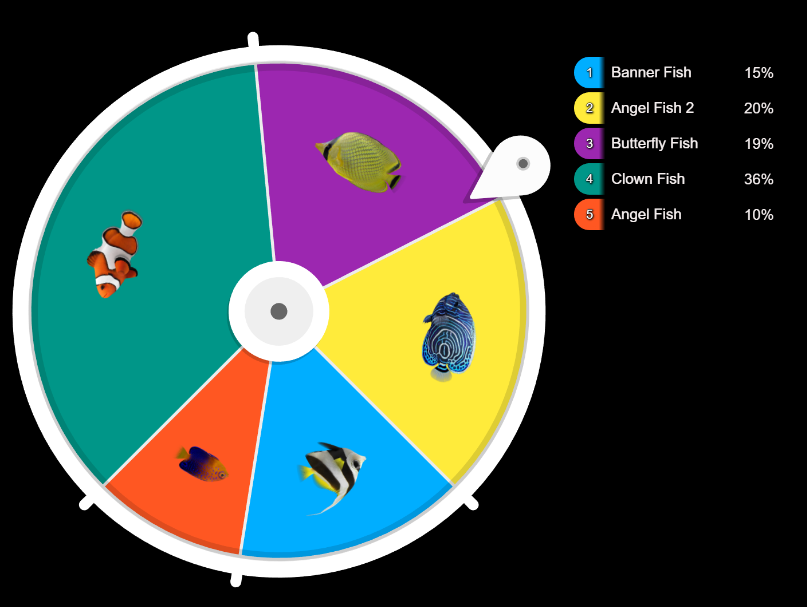 1 Banner Fish 15%
2 Angel Fish 2 20%
3 Butterfly Fish 19%
4 Clown Fish 36%
5 Angel Fish 10%